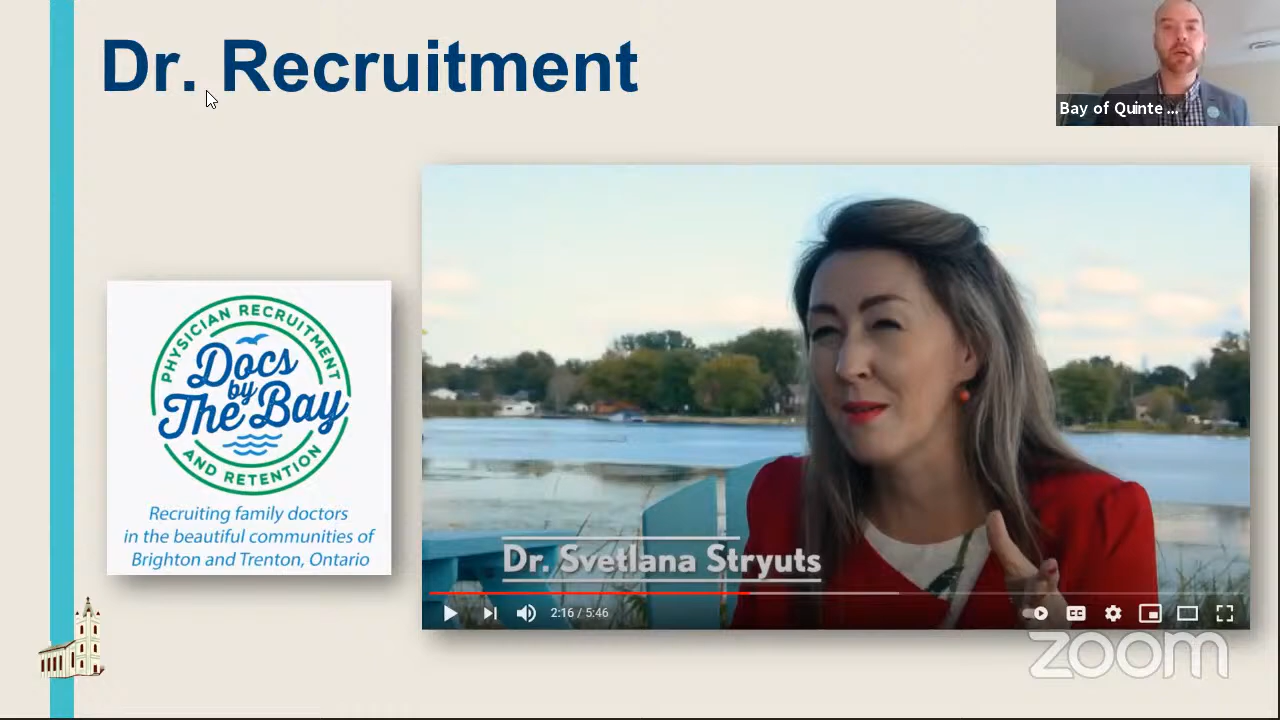 Dr. Recruitment
Bay of Quinte ...
PHYSICIAN RECRUITMENT
Docs
by
The Bay
AND RETENTION
Recruiting family doctors
in the beautiful communities of
Brighton and Trenton, Ontario
Dr. Svetlana Stryuts
2:16 / 5:46
CC
zoom